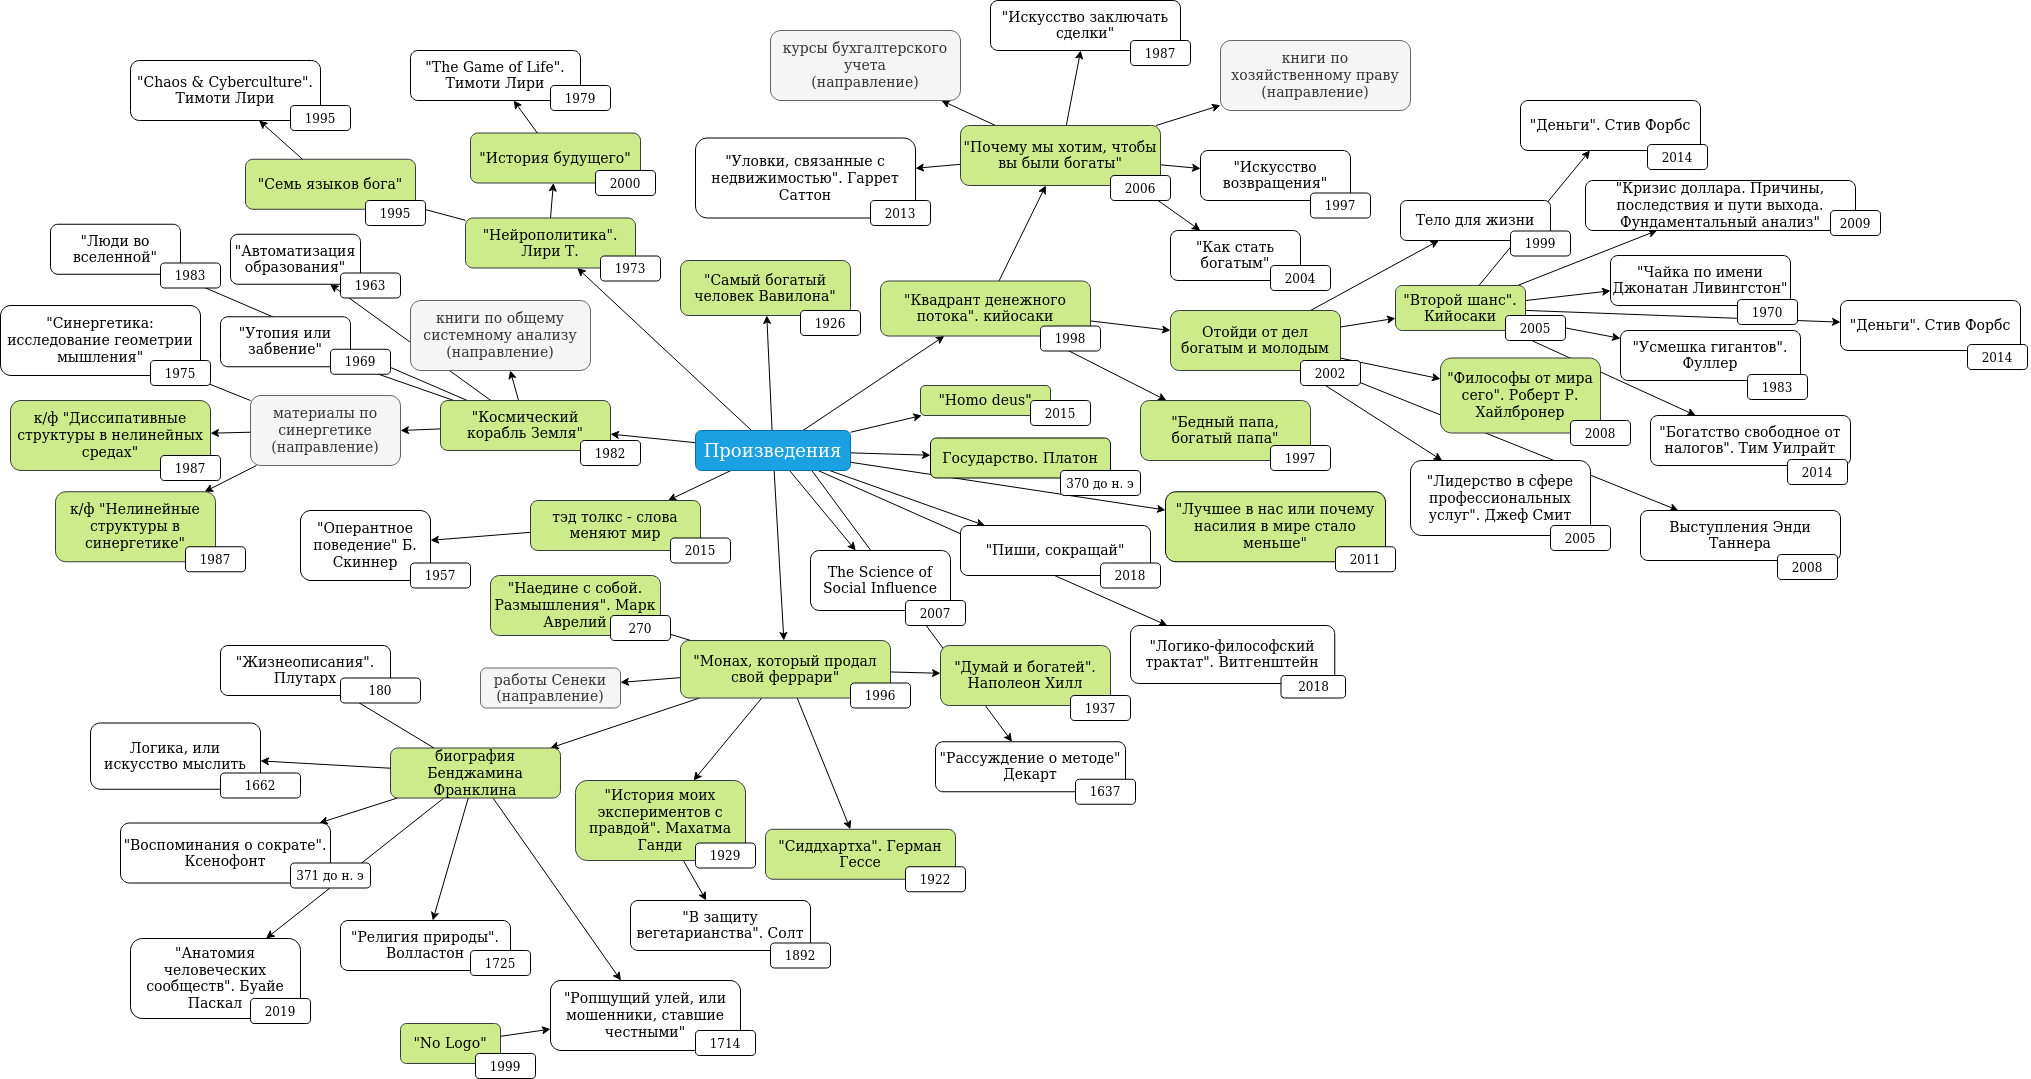 "Искусство заключать
сделки"
1987
курсы бухгалтерского
учета
(направление)
книги по
хозяйственному праву
(направление)
"The Game of Life".
Тимоти Лири
1979
"Chaos & Cyberculture".
Тимоти Лири
1995
"Деньги". Стив Форбс
2014
"История будущего"
2000
"Почему мы хотим, чтобы
вы были богаты"
2006
"Уловки, связанные с
недвижимостью". Гаррет
Саттон
2013
"Искусство
возвращения"
1997
"Семь языков бога"
1995
"Кризис доллара. Причины,
последствия и пути выхода.
Фундаментальный анализ"
2009
Тело для жизни
1999
"Нейрополитика".
Лири Т.
1973
"Люди во
вселенной"
1983
"Автоматизация
образования"
1963
"Как стать
богатым"
2004
"Самый богатый
человек Вавилона"
1926
"Квадрант денежного
потока". кийосаки
1998
"Чайка по имени
Джонатан Ливингстон"
1970
"Второй шанс".
Кийосаки
2005
"Деньги". Стив Форбс
2014
"Синергетика:
исследование геометрии
мышления"
1975
"Утопия или
забвение"
1969
книги по общему
системному анализу
(направление)
Отойди от дел
богатым и молодым
2002
"Усмешка гигантов".
Фуллер
1983
"Философы от мира
сего". Роберт Р.
Хайлбронер
2008
"Homo deus"
2015
"Бедный папа,
богатый папа"
1997
"Богатство свободное от
налогов". Тим Уилрайт
2014
к/ф "Диссипативные
структуры в нелинейных
средах"
1987
материалы по
синергетике
(направление)
"Космический
корабль Земля"
1982
Произведения
Государство. Платон
370 до н. э
"Лидерство в сфере
профессиональных
услуг". Джеф Смит
2005
к/ф "Нелинейные
структуры в
синергетике"
1987
"Оперантное
поведение" Б.
Скиннер
1957
тэд толкс - слова
меняют мир
2015
"Лучшее в нас или почему
насилия в мире стало
меньше"
2011
Выступления Энди
Таннера
2008
"Пиши, сокращай"
2018
The Science of
Social Influence
2007
"Наедине с собой.
Размышления". Марк
Аврелий
270
"Логико-философский
трактат". Витгенштейн
2018
"Жизнеописания".
Плутарх
180
работы Сенеки
(направление)
"Монах, который продал
свой феррари"
1996
"Думай и богатей".
Наполеон Хилл
1937
Логика, или
искусство мыслить
1662
биография
Бенджамина
Франклина
"Рассуждение о методе"
Декарт
1637
"История моих
экспериментов с
правдой". Махатма
Ганди
1929
"Сиддхартха". Герман
Гессе
1922
"Воспоминания о сократе".
Ксенофонт
371 до н. э
"В защиту
вегетарианства". Солт
1892
"Религия природы".
Волластон
1725
"Анатомия
человеческих
сообществ". Буайе
Паскал
2019
"Ропщущий улей, или
мошенники, ставшие
честными"
1714
"No Logo"
1999